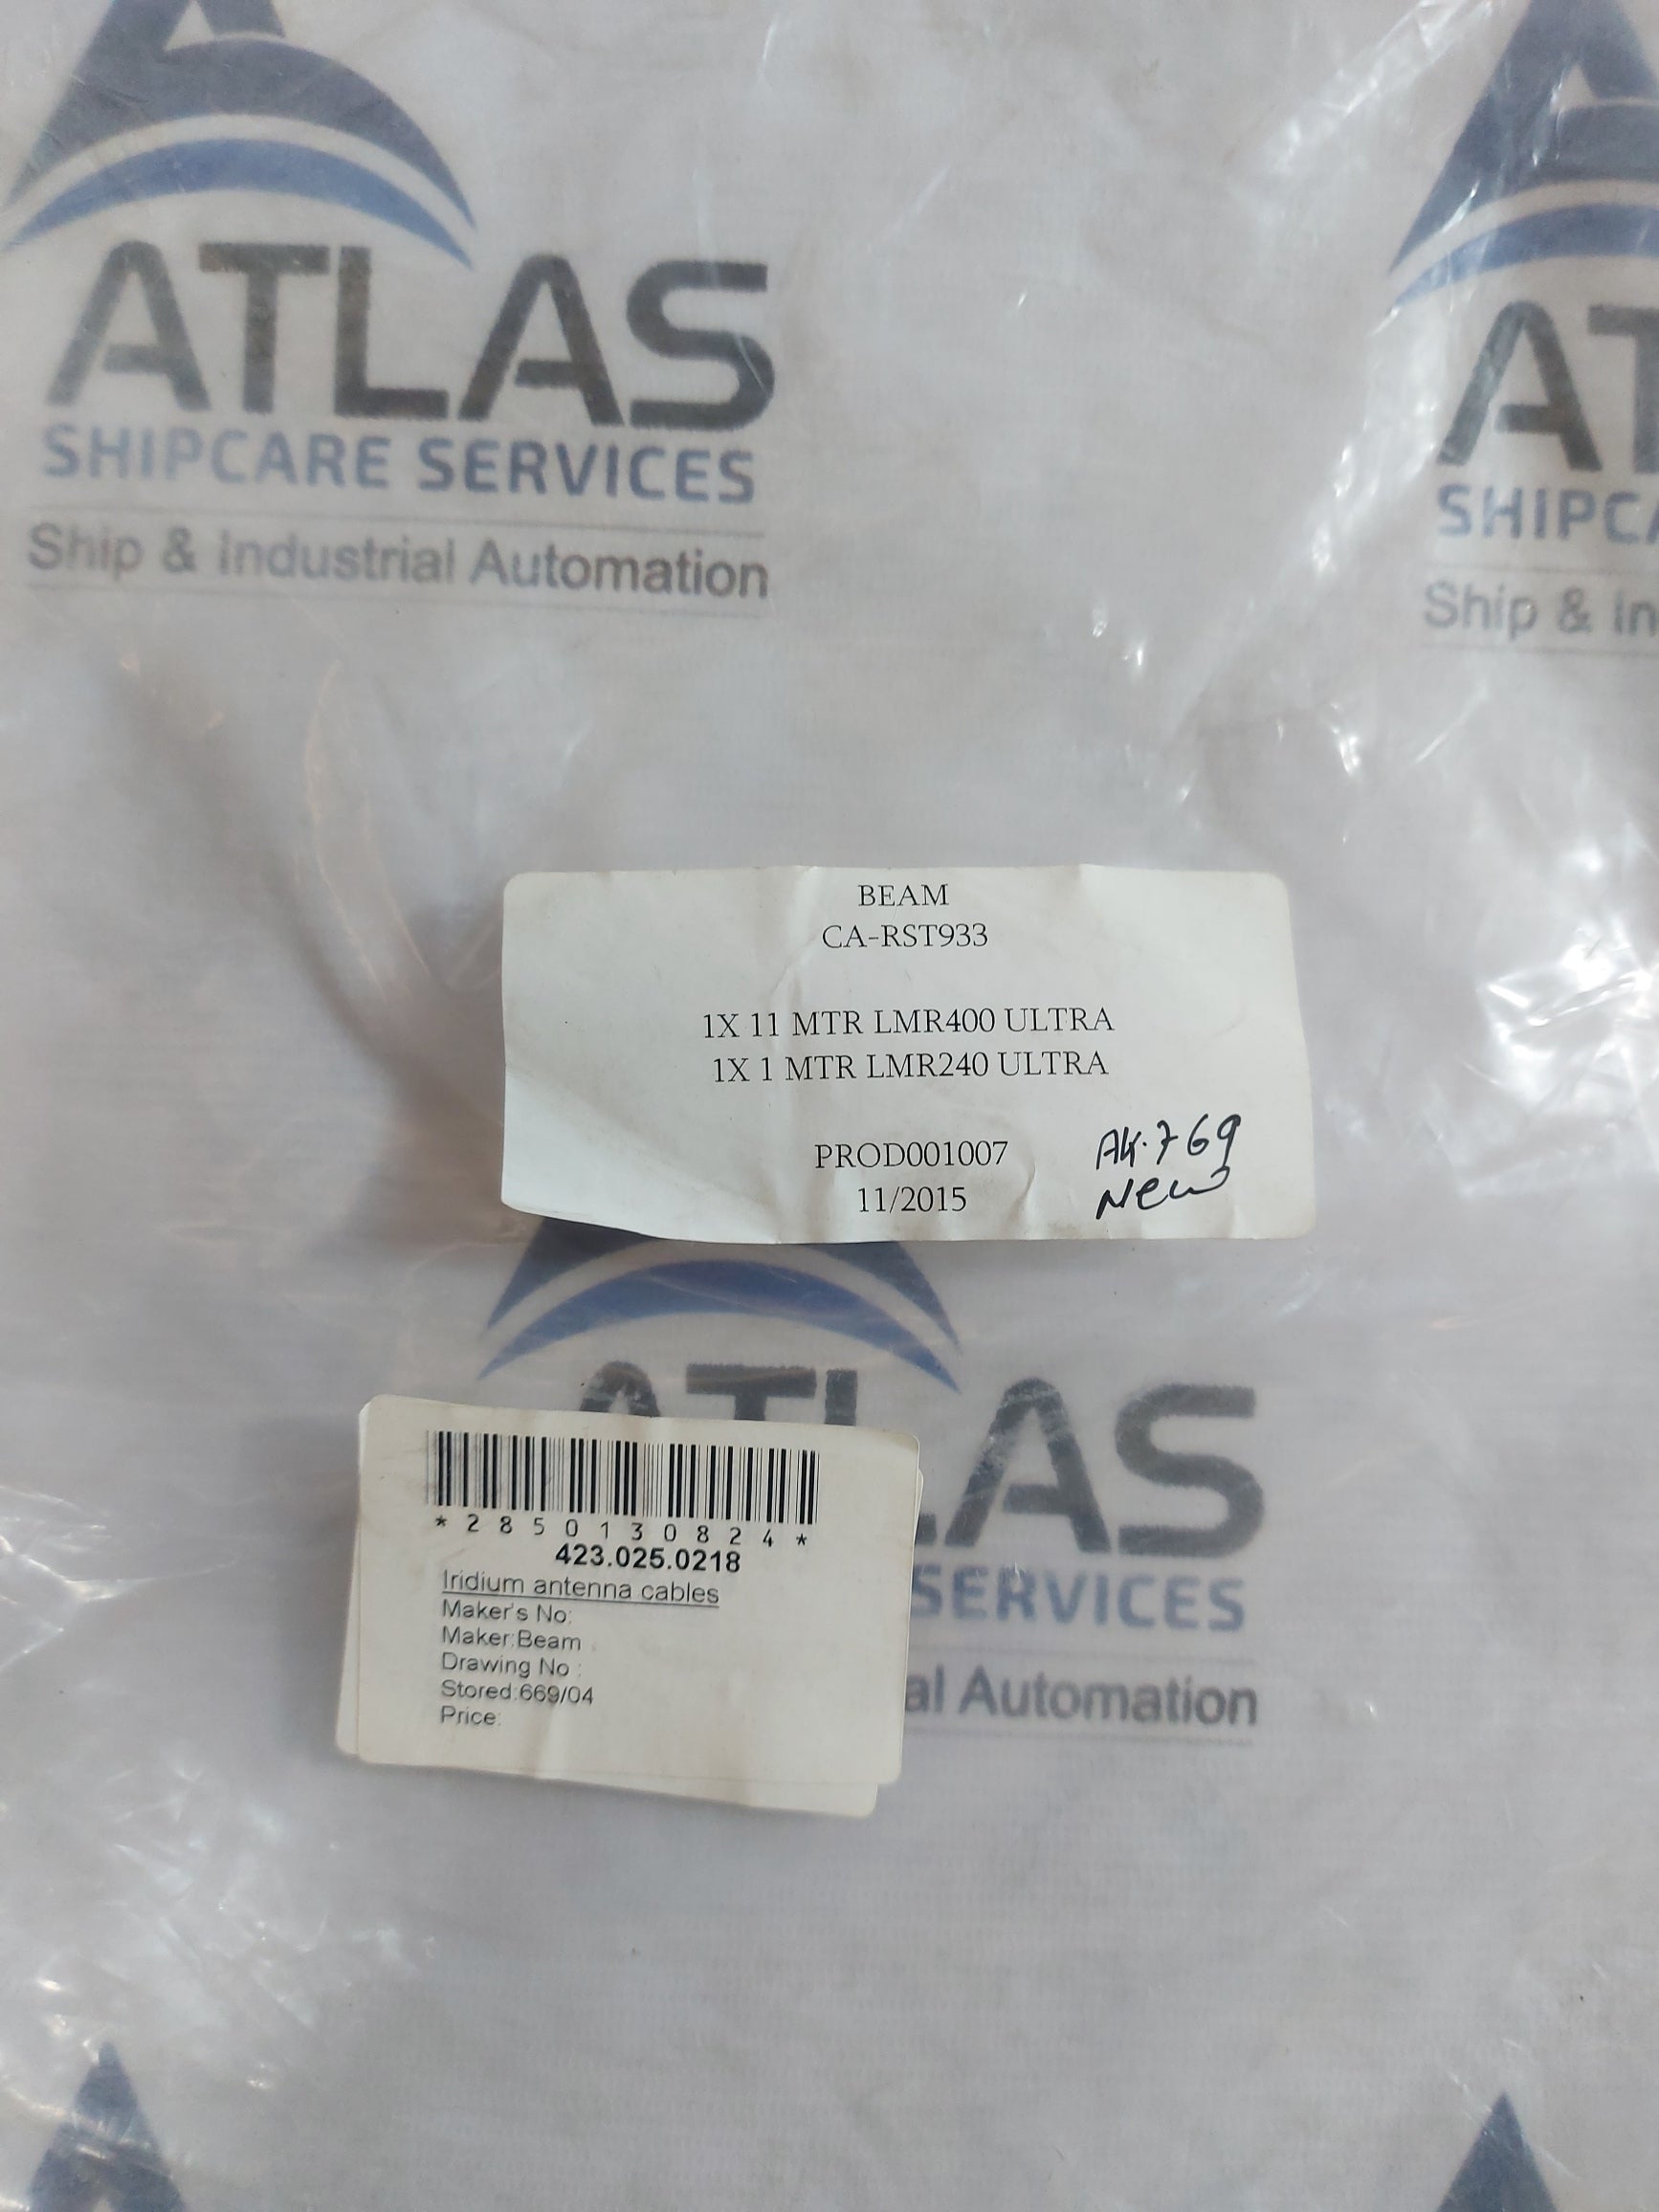 ATLAS
SHIPCARE SERVICES
Ship & Industrial Automation
AT
SHIPCA
Ship & In
BEAM
CA-RST933
1X 11 MTR LMR400 ULTRA
1X 1 MTR LMR240 ULTRA
PROD001007
11/2015
AK.769
New
ATLAS
SERVICES
al Automation
*2850130824*
423.025.0218
Iridium antenna cables
Maker's No:
Maker:Beam
Drawing No :
Stored:669/04
Price: